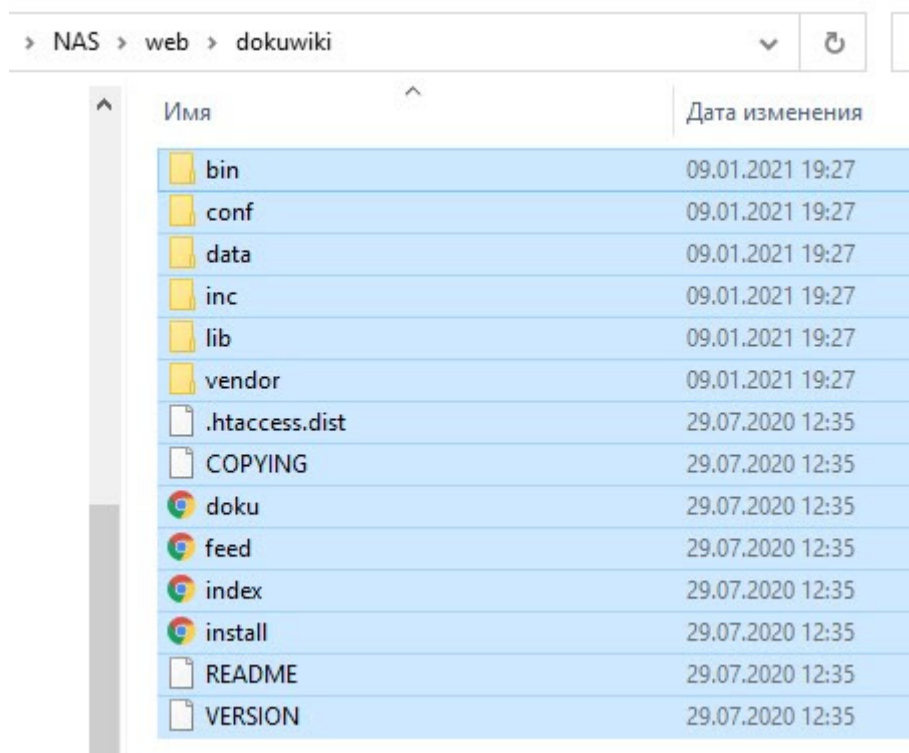 > NAS > web > dokuwiki
Имя Дата изменения
bin 09.01.2021 19:27
conf 09.01.2021 19:27
data 09.01.2021 19:27
inc 09.01.2021 19:27
lib 09.01.2021 19:27
vendor 09.01.2021 19:27
.htaccess.dist 29.07.2020 12:35
COPYING 29.07.2020 12:35
doku 29.07.2020 12:35
feed 29.07.2020 12:35
index 29.07.2020 12:35
install 29.07.2020 12:35
README 29.07.2020 12:35
VERSION 29.07.2020 12:35